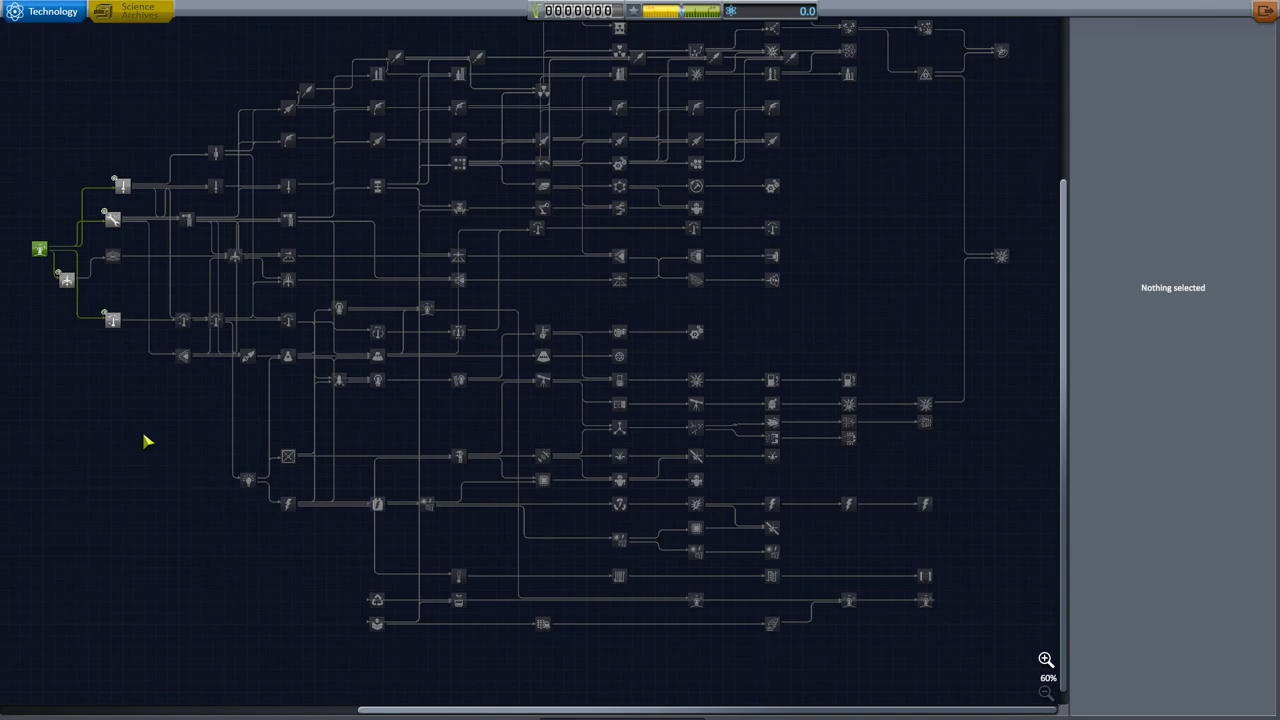 Technology
Science
Archives
0000000
0.0
Nothing selected
60%